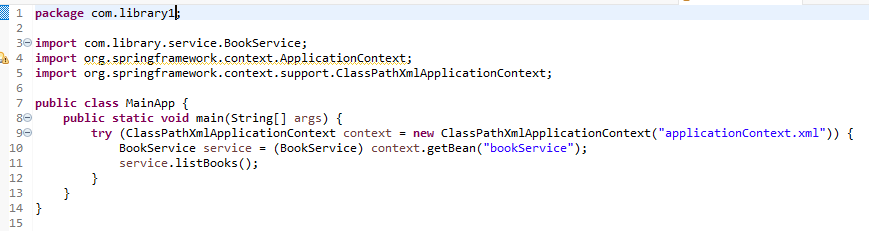 1 package com.library1;
2
3 import com.library.service.BookService;
4 import org.springframework.context.ApplicationContext;
5 import org.springframework.context.support.ClassPathXmlApplicationContext;
6
7 public class MainApp {
8     public static void main(String[] args) {
9         try (ClassPathXmlApplicationContext context = new ClassPathXmlApplicationContext("applicationContext.xml")) {
10             BookService service = (BookService) context.getBean("bookService");
11             service.listBooks();
12         }
13     }
14 }
15